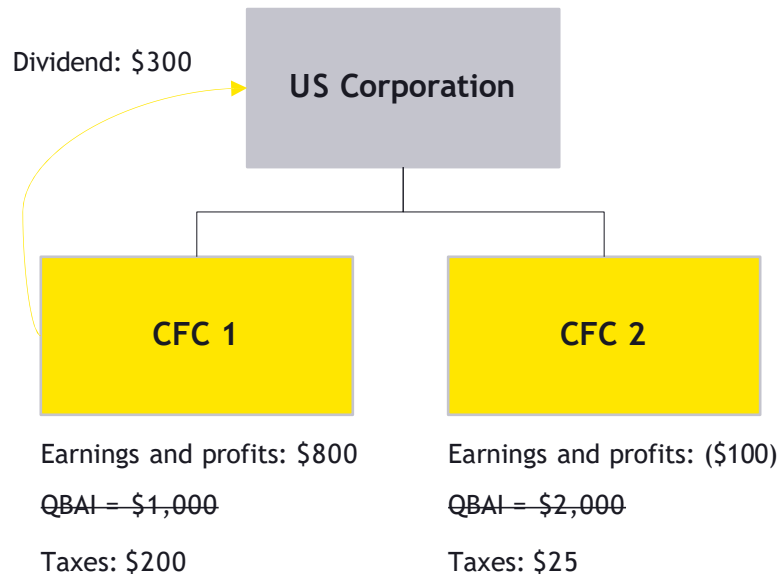 Dividend: $300
US Corporation
CFC 1
CFC 2
Earnings and profits: $800
QBAI = $1,000
Taxes: $200
Earnings and profits: ($100)
QBAI = $2,000
Taxes: $25